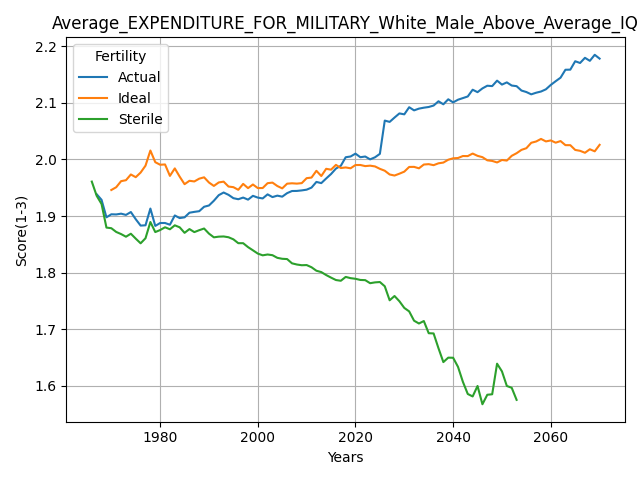 Average_EXPENDITURE_FOR_MILITARY_White_Male_Above_Average_IQ
Fertility
Actual
Ideal
Sterile
2.2
2.1
2.0
1.9
1.8
1.7
1.6
Score(1-3)
1980 2000 2020 2040 2060
Years